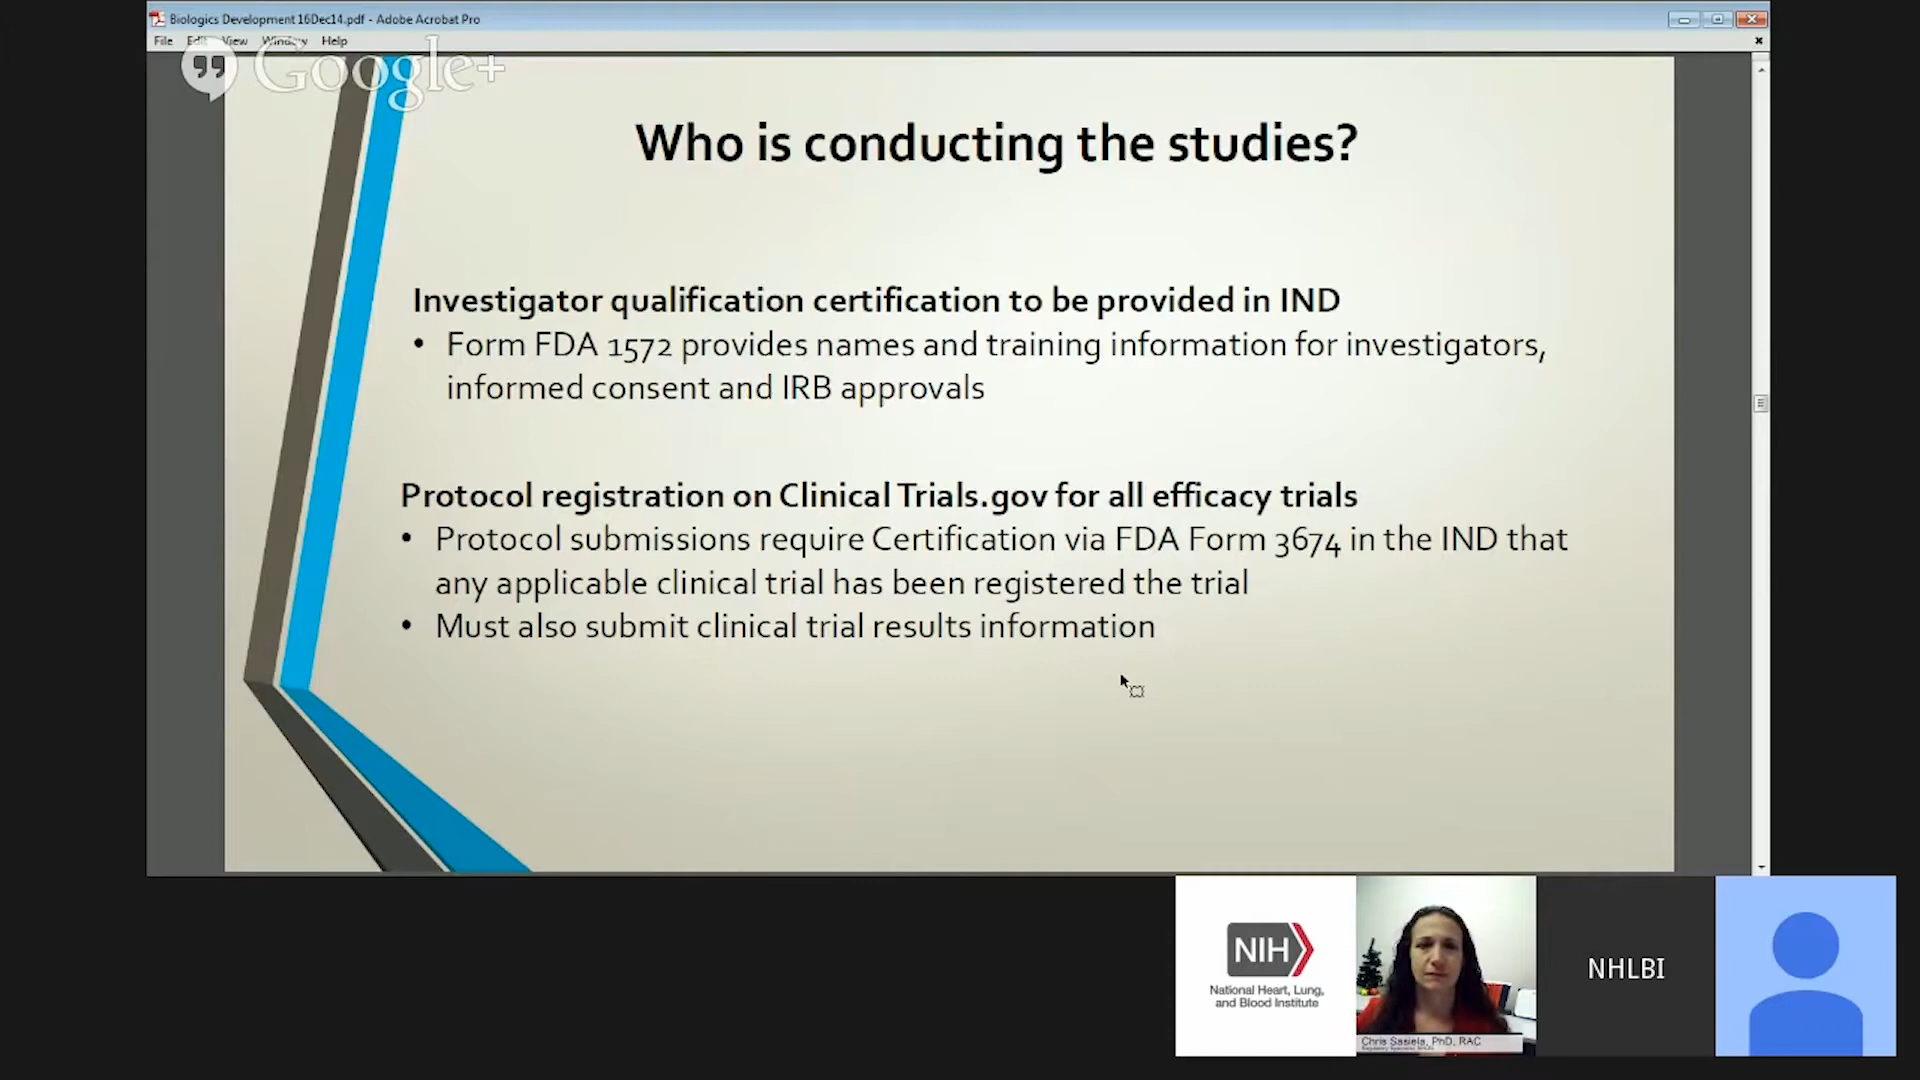 Biologics Development 16Dec14.pdf - Adobe Acrobat Pro
File Edit View Window Help
Google+
Who is conducting the studies?
Investigator qualification certification to be provided in IND
• Form FDA 1572 provides names and training information for investigators,
informed consent and IRB approvals
Protocol registration on Clinical Trials.gov for all efficacy trials
• Protocol submissions require Certification via FDA Form 3674 in the IND that
any applicable clinical trial has been registered the trial
• Must also submit clinical trial results information
NIH
National Heart, Lung,
and Blood Institute
Chris Sasiela, PhD, RAC
NHLBI